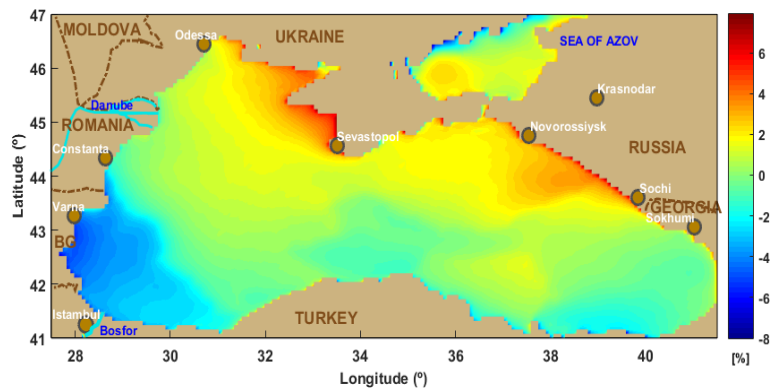 47
46
45
44
43
42
41
Latitude (º)
28
30
32
34
36
38
40
Longitude (º)
MOLDOVA
Odessa
UKRAINE
SEA OF AZOV
Krasnodar
Danube
ROMANIA
Constanta
Sevastopol
Novorossiysk
RUSSIA
Sochi
GEORGIA
Sokhumi
Varna
BG
Istambul
Bosfor
TURKEY
8
6
4
2
0
-2
-4
-6
-8
[%]